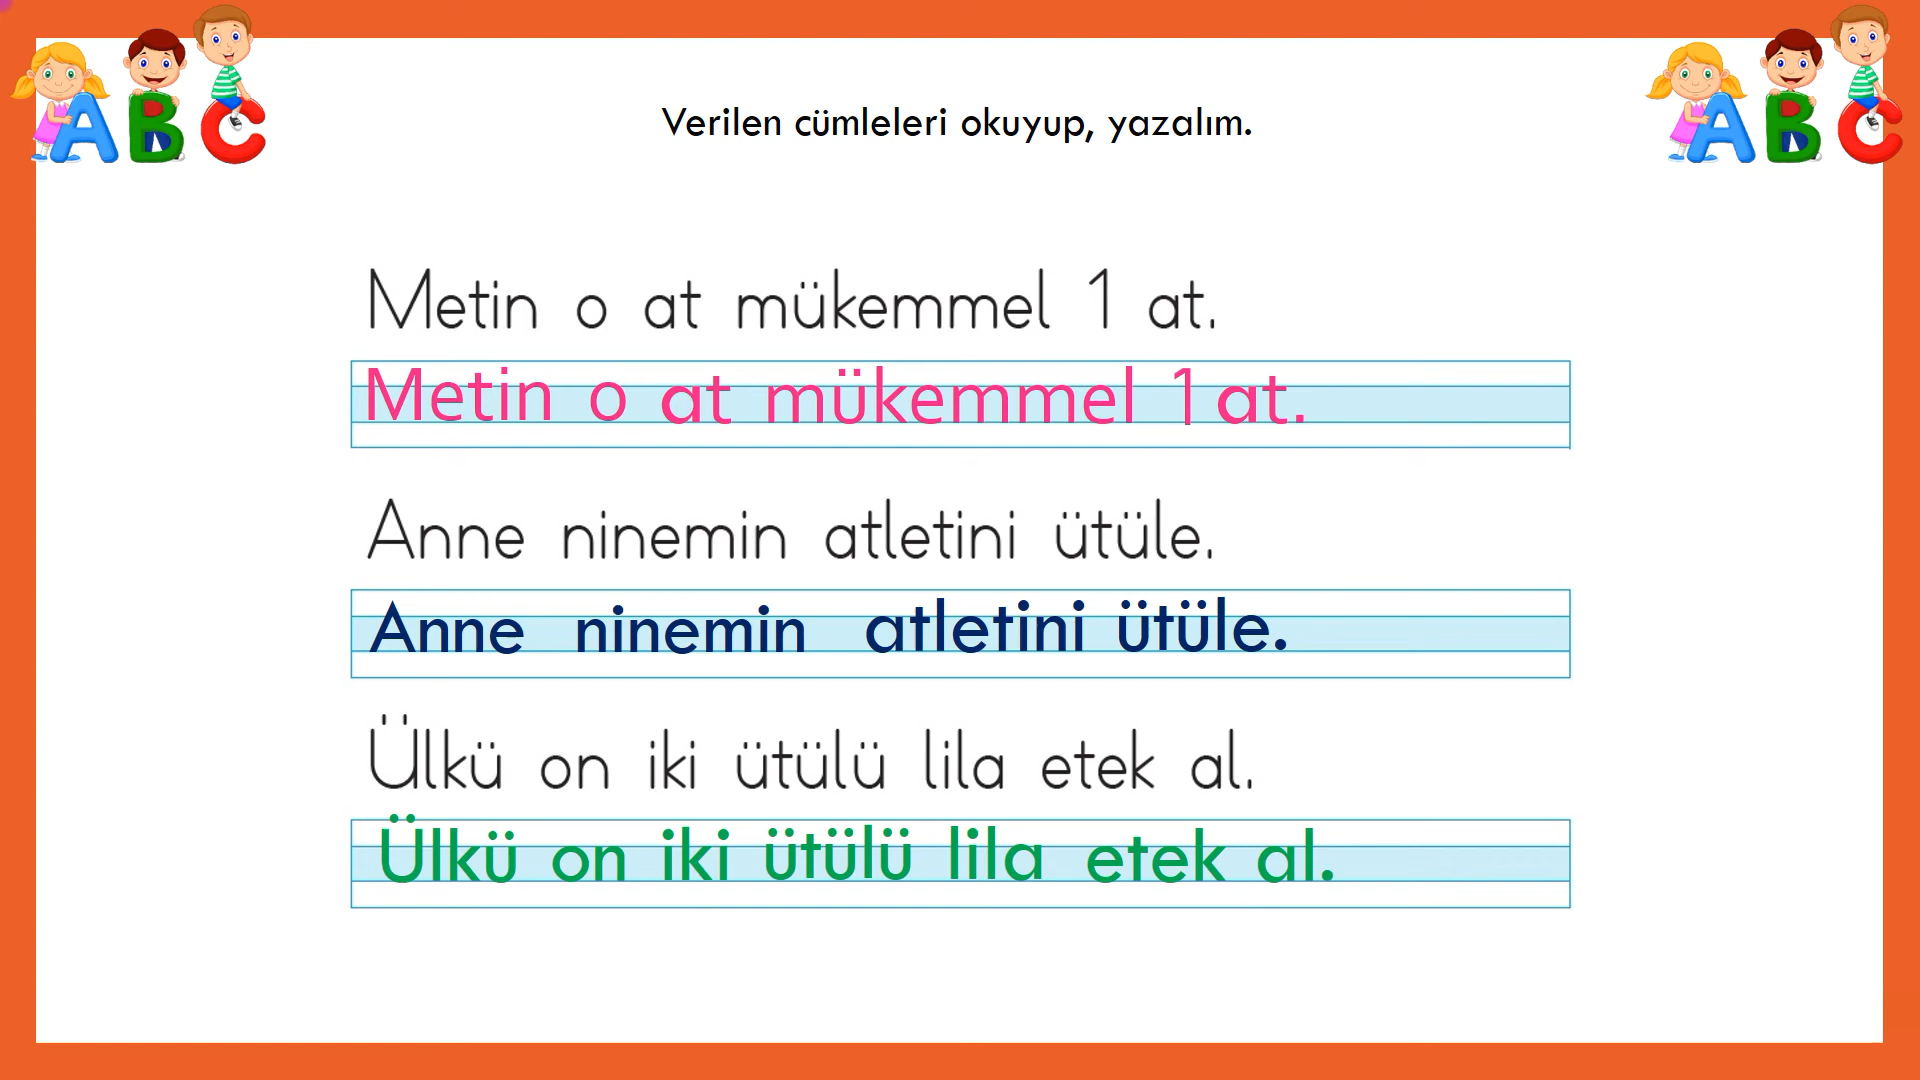 A B C
A B C
Verilen cümleleri okuyup, yazalım.
Metin o at mükemmel 1 at.
Metin o at mükemmel 1 at.
Anne ninemin atletini ütüle.
Anne ninemin atletini ütüle.
Ülkü on iki ütülü lila etek al.
Ülkü on iki ütülü lila etek al.